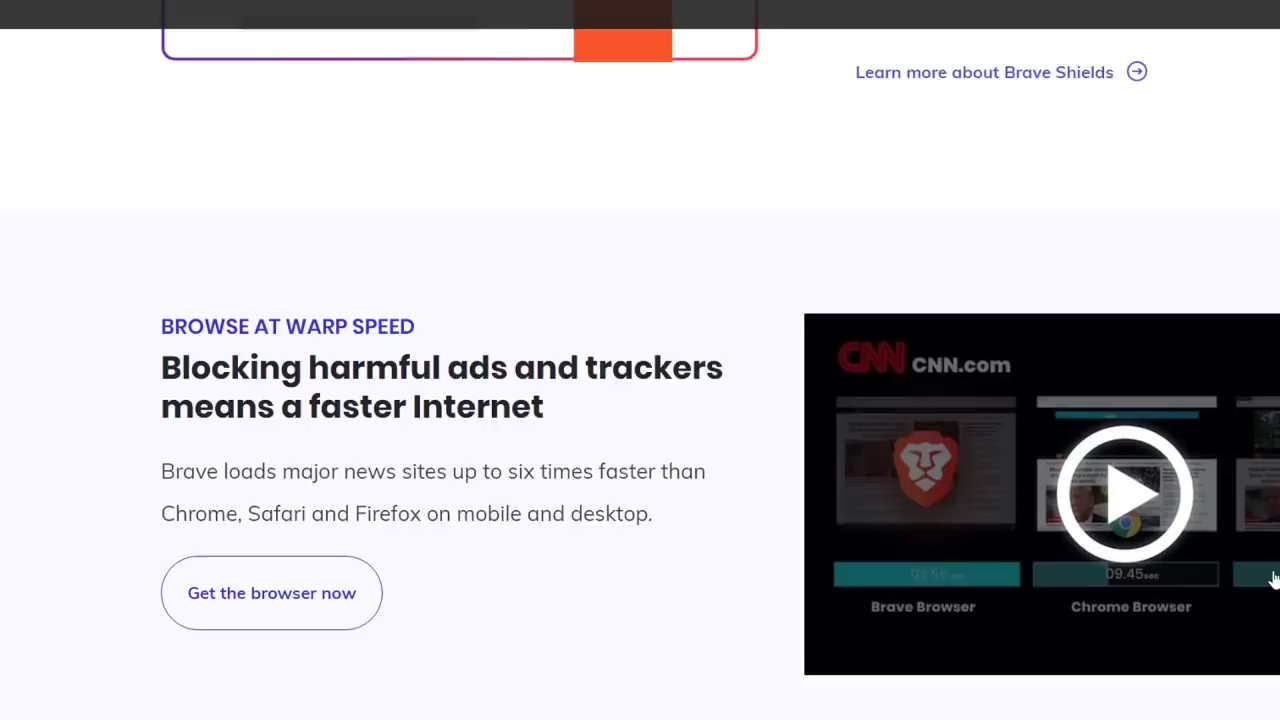 Learn more about Brave Shields
BROWSE AT WARP SPEED
Blocking harmful ads and trackers
means a faster Internet
Brave loads major news sites up to six times faster than
Chrome, Safari and Firefox on mobile and desktop.
Get the browser now
CNN CNN.com
09.45sec
Brave Browser
Chrome Browser